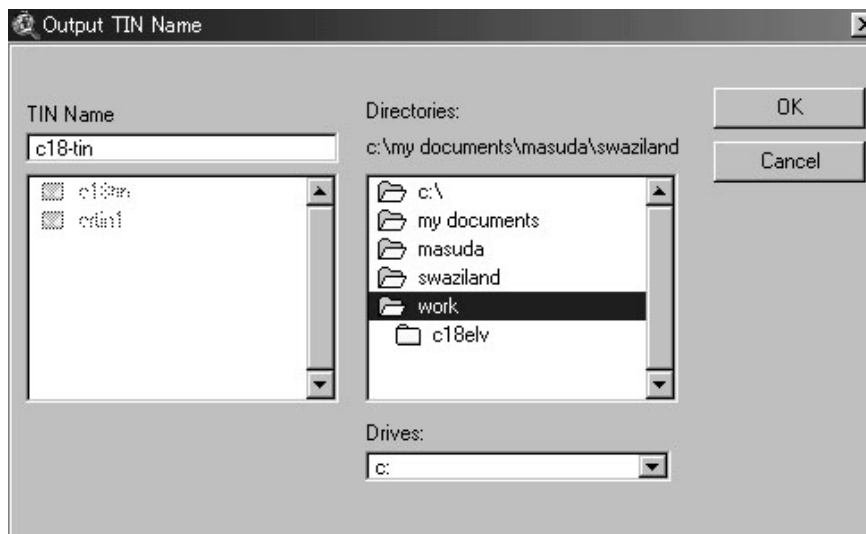 Output TIN Name
TIN Name
c18-tin
Directories:
c:\my documents\masuda\swaziland
c:\
my documents
masuda
swaziland
work
c18elv
Drives:
c:
OK
Cancel